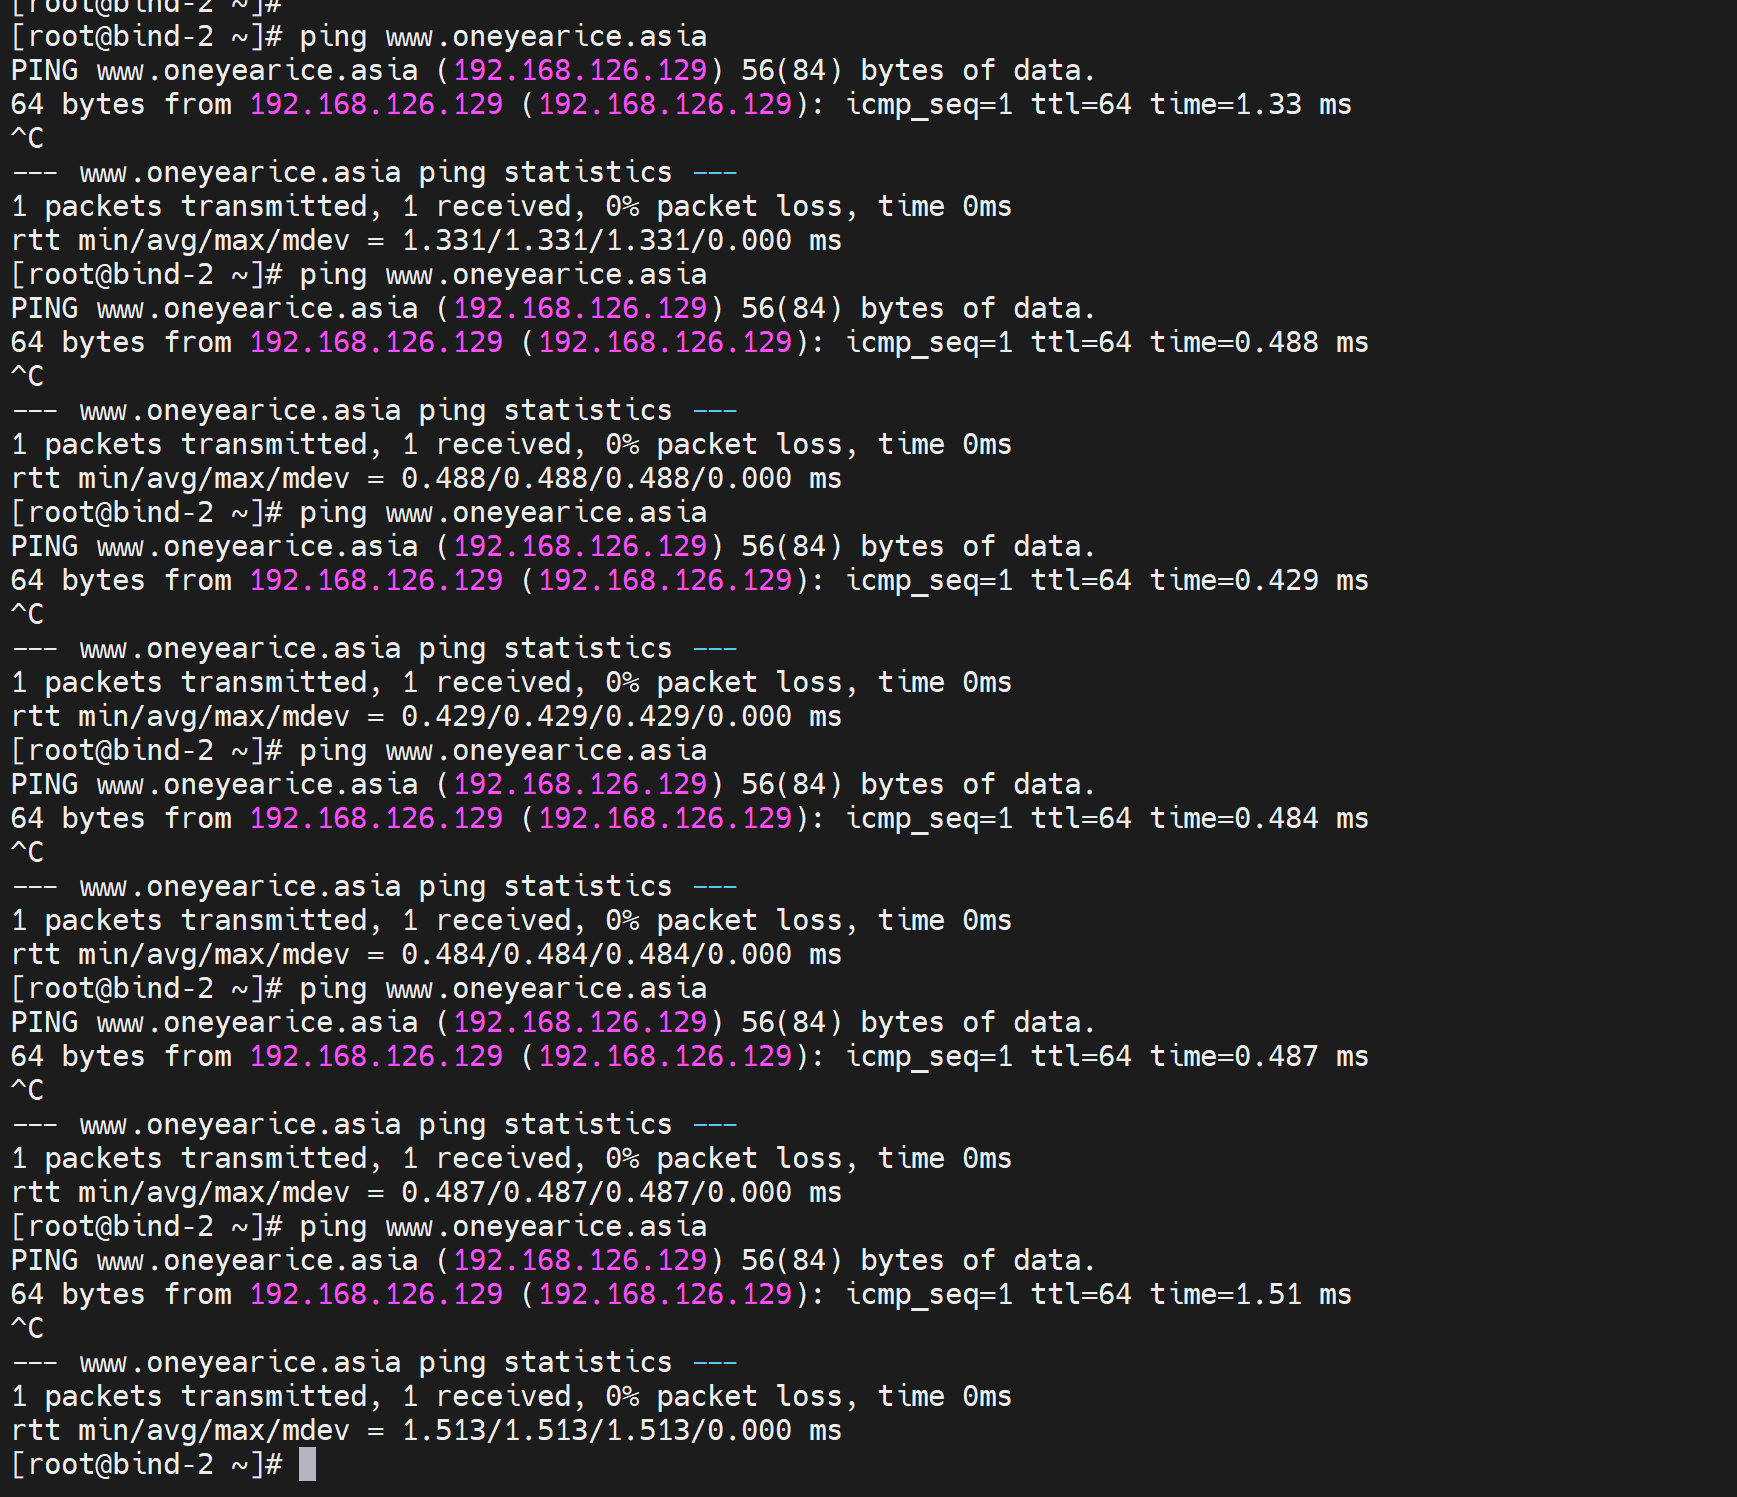 [root@bind-2 ~]#
[root@bind-2 ~]# ping www.oneyearice.asia
PING www.oneyearice.asia (192.168.126.129) 56(84) bytes of data.
64 bytes from 192.168.126.129 (192.168.126.129): icmp_seq=1 ttl=64 time=1.33 ms
^C
--- www.oneyearice.asia ping statistics ---
1 packets transmitted, 1 received, 0% packet loss, time 0ms
rtt min/avg/max/mdev = 1.331/1.331/1.331/0.000 ms
[root@bind-2 ~]# ping www.oneyearice.asia
PING www.oneyearice.asia (192.168.126.129) 56(84) bytes of data.
64 bytes from 192.168.126.129 (192.168.126.129): icmp_seq=1 ttl=64 time=0.488 ms
^C
--- www.oneyearice.asia ping statistics ---
1 packets transmitted, 1 received, 0% packet loss, time 0ms
rtt min/avg/max/mdev = 0.488/0.488/0.488/0.000 ms
[root@bind-2 ~]# ping www.oneyearice.asia
PING www.oneyearice.asia (192.168.126.129) 56(84) bytes of data.
64 bytes from 192.168.126.129 (192.168.126.129): icmp_seq=1 ttl=64 time=0.429 ms
^C
--- www.oneyearice.asia ping statistics ---
1 packets transmitted, 1 received, 0% packet loss, time 0ms
rtt min/avg/max/mdev = 0.429/0.429/0.429/0.000 ms
[root@bind-2 ~]# ping www.oneyearice.asia
PING www.oneyearice.asia (192.168.126.129) 56(84) bytes of data.
64 bytes from 192.168.126.129 (192.168.126.129): icmp_seq=1 ttl=64 time=0.484 ms
^C
--- www.oneyearice.asia ping statistics ---
1 packets transmitted, 1 received, 0% packet loss, time 0ms
rtt min/avg/max/mdev = 0.484/0.484/0.484/0.000 ms
[root@bind-2 ~]# ping www.oneyearice.asia
PING www.oneyearice.asia (192.168.126.129) 56(84) bytes of data.
64 bytes from 192.168.126.129 (192.168.126.129): icmp_seq=1 ttl=64 time=0.487 ms
^C
--- www.oneyearice.asia ping statistics ---
1 packets transmitted, 1 received, 0% packet loss, time 0ms
rtt min/avg/max/mdev = 0.487/0.487/0.487/0.000 ms
[root@bind-2 ~]# ping www.oneyearice.asia
PING www.oneyearice.asia (192.168.126.129) 56(84) bytes of data.
64 bytes from 192.168.126.129 (192.168.126.129): icmp_seq=1 ttl=64 time=1.51 ms
^C
--- www.oneyearice.asia ping statistics ---
1 packets transmitted, 1 received, 0% packet loss, time 0ms
rtt min/avg/max/mdev = 1.513/1.513/1.513/0.000 ms
[root@bind-2 ~]#